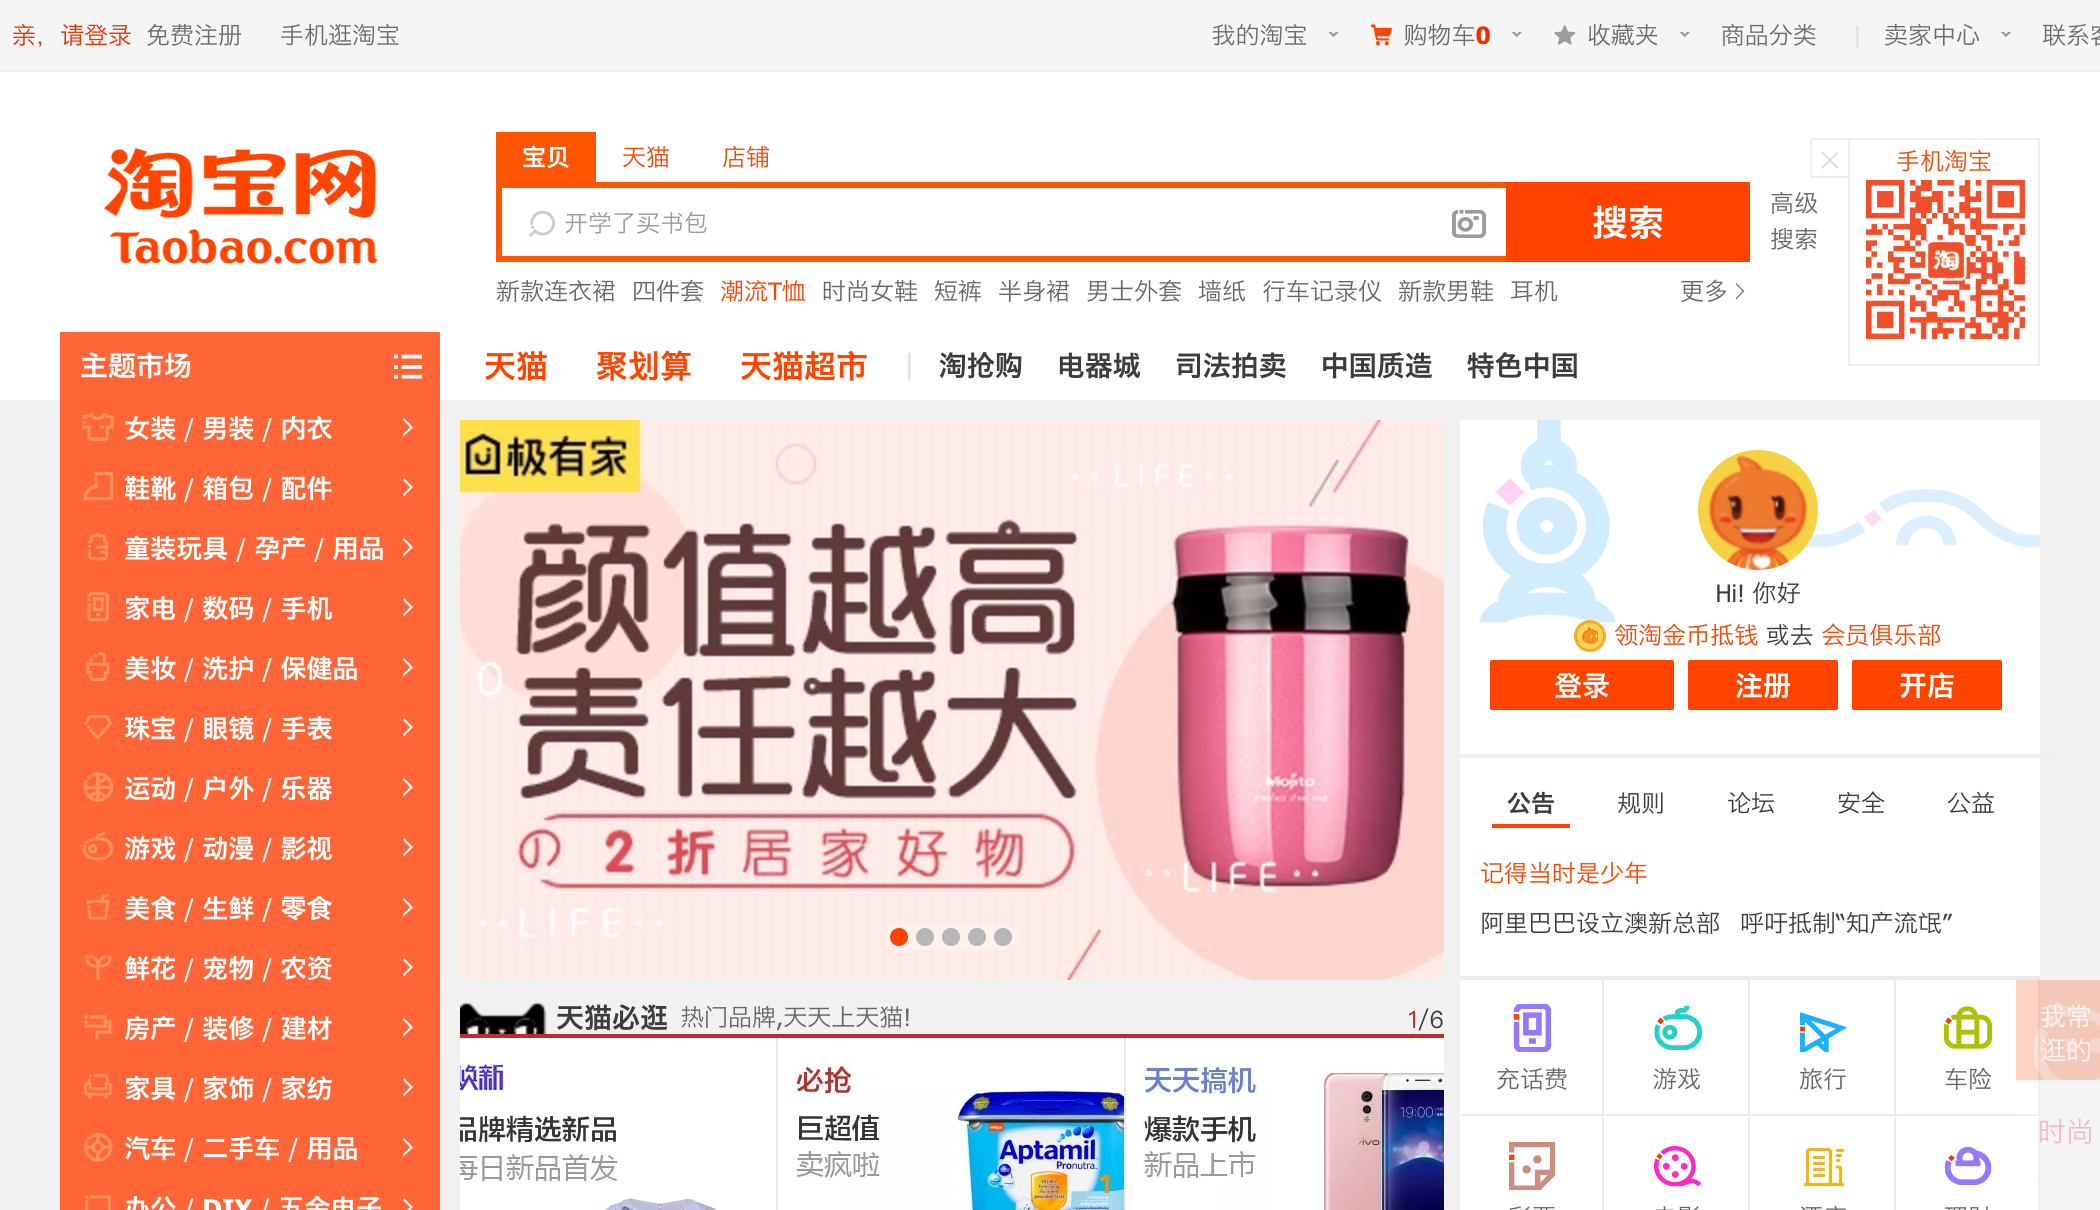 亲，请登录 免费注册 手机逛淘宝
我的淘宝 购物车0 收藏夹 商品分类 | 卖家中心
淘宝网
Taobao.com
宝贝 天猫 店铺
开学了买书包
搜索
高级
搜索
新款连衣裙 四件套 潮流T恤 时尚女鞋 短裤 半身裙 男士外套 墙纸 行车记录仪 新款男鞋 耳机
更多
手机淘宝
淘
主题市场
天猫 聚划算 天猫超市 | 淘抢购 电器城 司法拍卖 中国质造 特色中国
女装 / 男装 / 内衣
鞋靴 / 箱包 / 配件
童装玩具 / 孕产 / 用品
家电 / 数码 / 手机
美妆 / 洗护 / 保健品
珠宝 / 眼镜 / 手表
运动 / 户外 / 乐器
游戏 / 动漫 / 影视
美食 / 生鲜 / 零食
鲜花 / 宠物 / 农资
房产 / 装修 / 建材
家具 / 家饰 / 家纺
汽车 / 二手车 / 用品
办公 / DIY / 五金电子
极有家
··LIFE··
颜值越高
责任越大
の 2 折居家好物
Mojito
··LIFE··
··LIFE··
Hi! 你好
领淘金币抵钱 或去 会员俱乐部
登录 注册 开店
公告 规则 论坛 安全 公益
记得当时是少年
阿里巴巴设立澳新总部 呼吁抵制“知产流氓”
充话费 游戏 旅行 车险
我常
逛的
时尚
天猫必逛 热门品牌,天天上天猫!
1/6
焕新
品牌精选新品
每日新品首发
必抢
巨超值
卖疯啦
Aptamil
Pronutra
1
天天搞机
爆款手机
新品上市
vivo
19:00